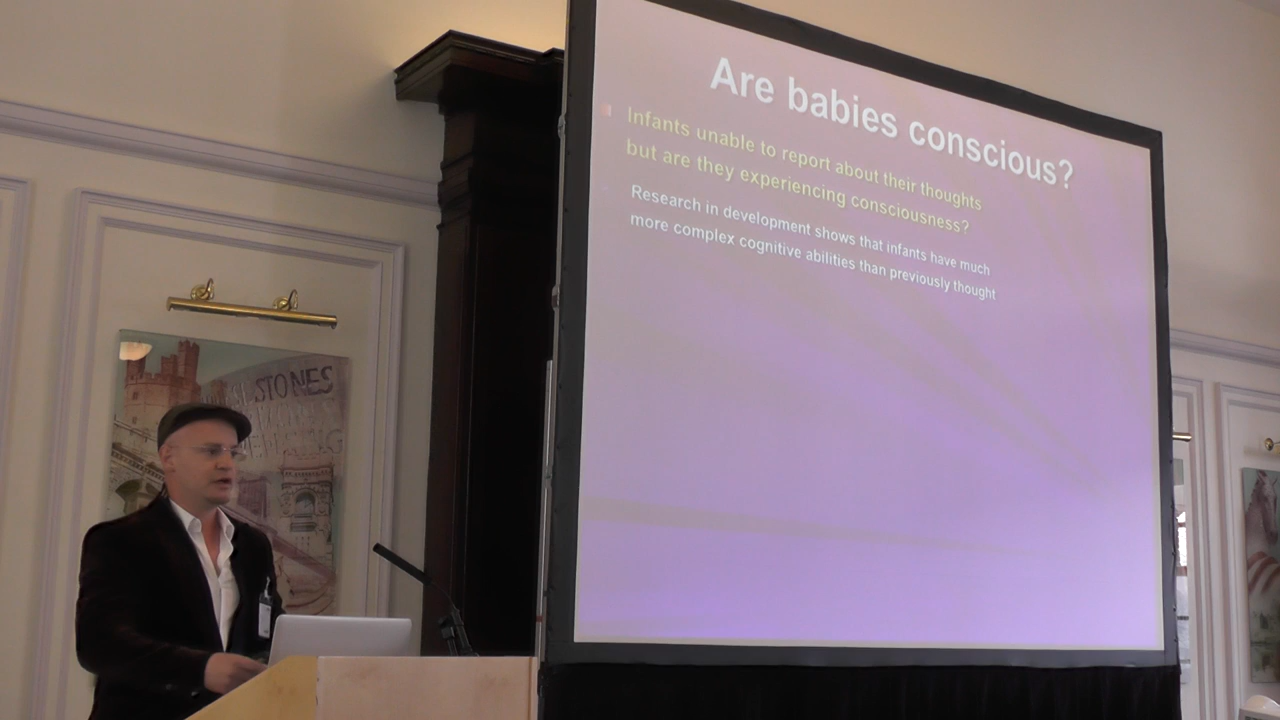 Are babies conscious?
Infants unable to report about their thoughts
but are they experiencing consciousness?
Research in development shows that infants have much
more complex cognitive abilities than previously thought
STONES